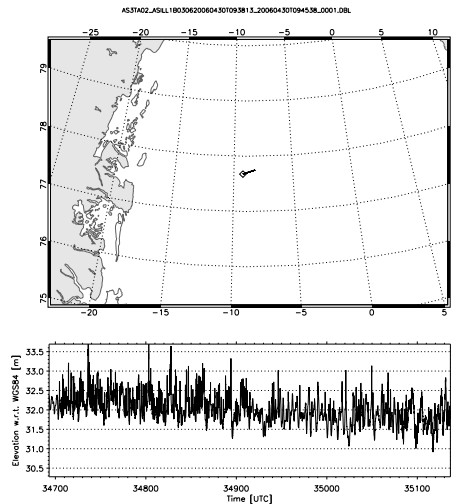 AS3TA02_ASILL1B030620060430T093813_20060430T094538_0001.DBL
-25 -20 -15 -10 -5 0 5 10
79
78
77
76
75
-20 -15 -10 -5 0 5
33.5
33.0
32.5
32.0
31.5
31.0
30.5
Elevation w.r.t. WGS84 [m]
34700 34800 34900 35000 35100
Time [UTC]